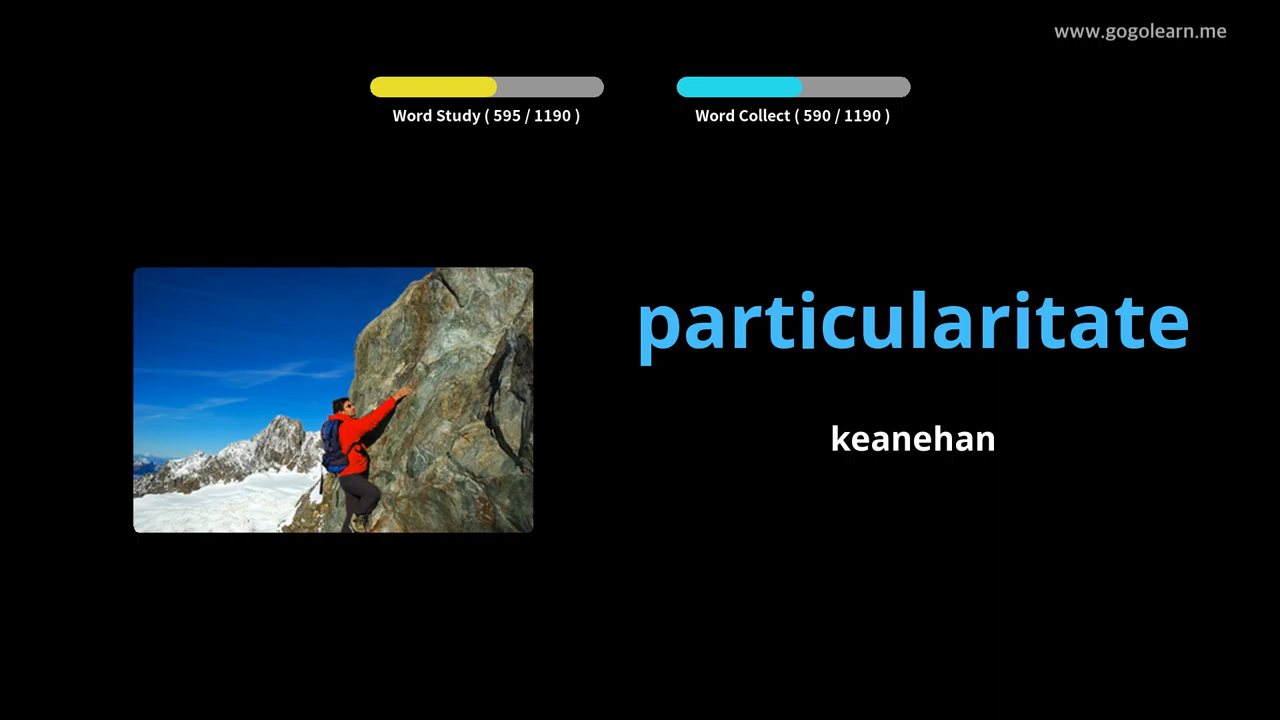 www.gogolearn.me
Word Study ( 595 / 1190 )
Word Collect ( 590 / 1190 )
particularitate
keanehan